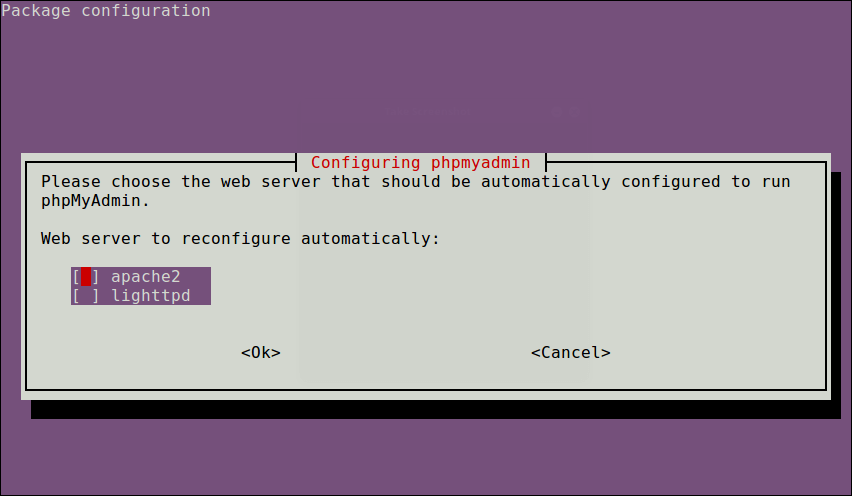 Package configuration
Configuring phpmyadmin
Please choose the web server that should be automatically configured to run
phpMyAdmin.
Web server to reconfigure automatically:
[ ] apache2
[ ] lighttpd
<Ok> <Cancel>